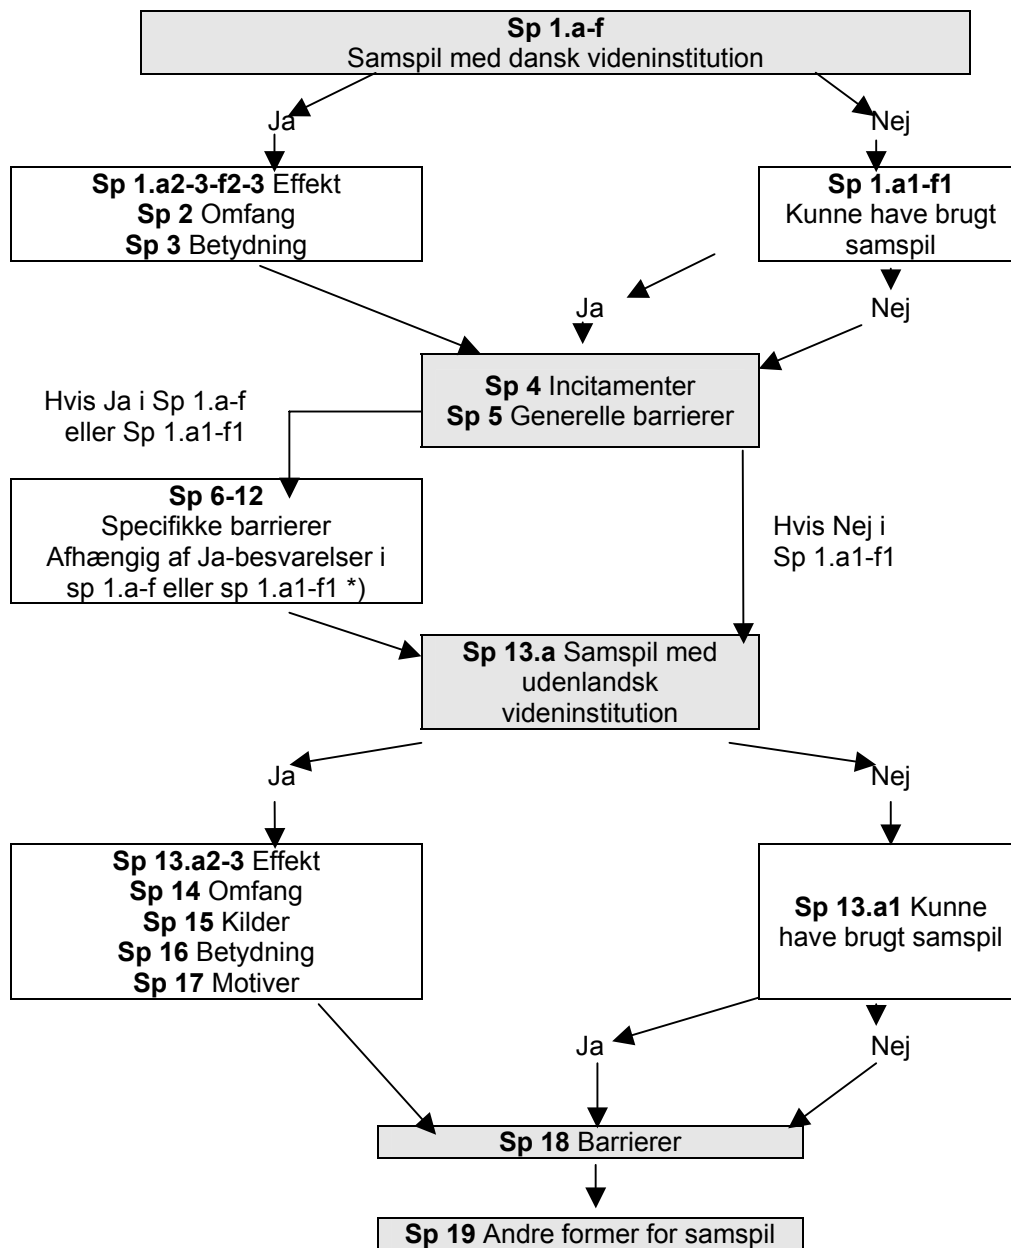 Sp 1.a-f
Samspil med dansk videninstitution
Ja
Nej
Sp 1.a2-3-f2-3 Effekt
Sp 2 Omfang
Sp 3 Betydning
Sp 1.a1-f1
Kunne have brugt
samspil
Ja
Nej
Sp 4 Incitamenter
Sp 5 Generelle barrierer
Hvis Ja i Sp 1.a-f
eller Sp 1.a1-f1
Sp 6-12
Specifikke barrierer
Afhængig af Ja-besvarelser i
sp 1.a-f eller sp 1.a1-f1 *)
Hvis Nej i
Sp 1.a1-f1
Sp 13.a Samspil med
udenlandsk
videninstitution
Ja
Nej
Sp 13.a2-3 Effekt
Sp 14 Omfang
Sp 15 Kilder
Sp 16 Betydning
Sp 17 Motiver
Sp 13.a1 Kunne
have brugt samspil
Ja
Nej
Sp 18 Barrierer
Sp 19 Andre former for samspil